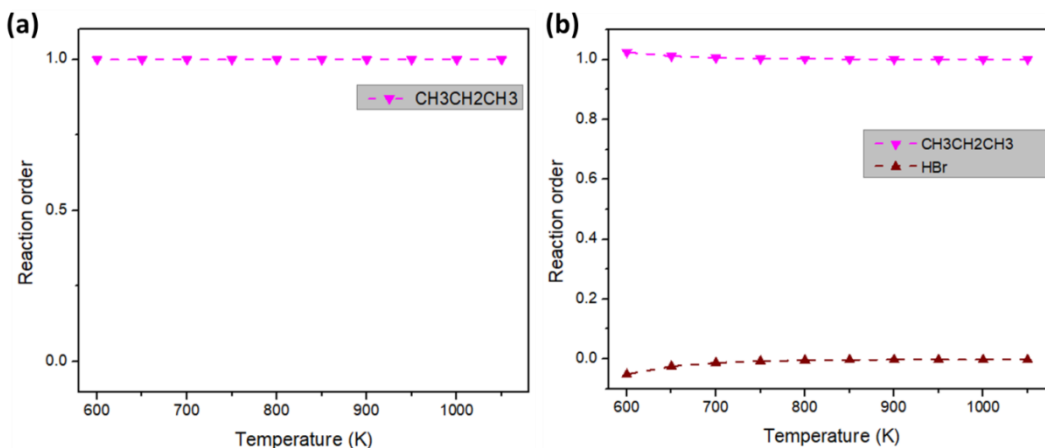 (a)
1.0
0.5
0.0
CH3CH2CH3
Reaction order
600 700 800 900 1000
Temperature (K)
(b)
1.0
0.8
0.6
0.4
0.2
0.0
CH3CH2CH3
HBr
Reaction order
600 700 800 900 1000
Temperature (K)